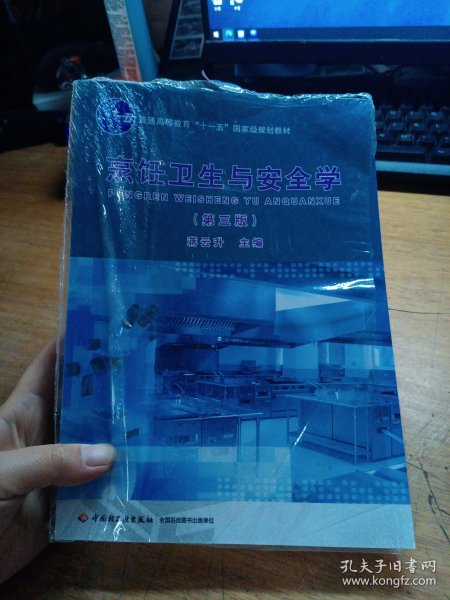 普通高等教育“十一五”国家级规划教材
烹饪卫生与安全学
PENGREN WEISHENG YU ANQUANXUE
（第三版）
蒋云升 主编
中国轻工业出版社 全国百佳图书出版单位
孔夫子旧书网
www.kongfz.com